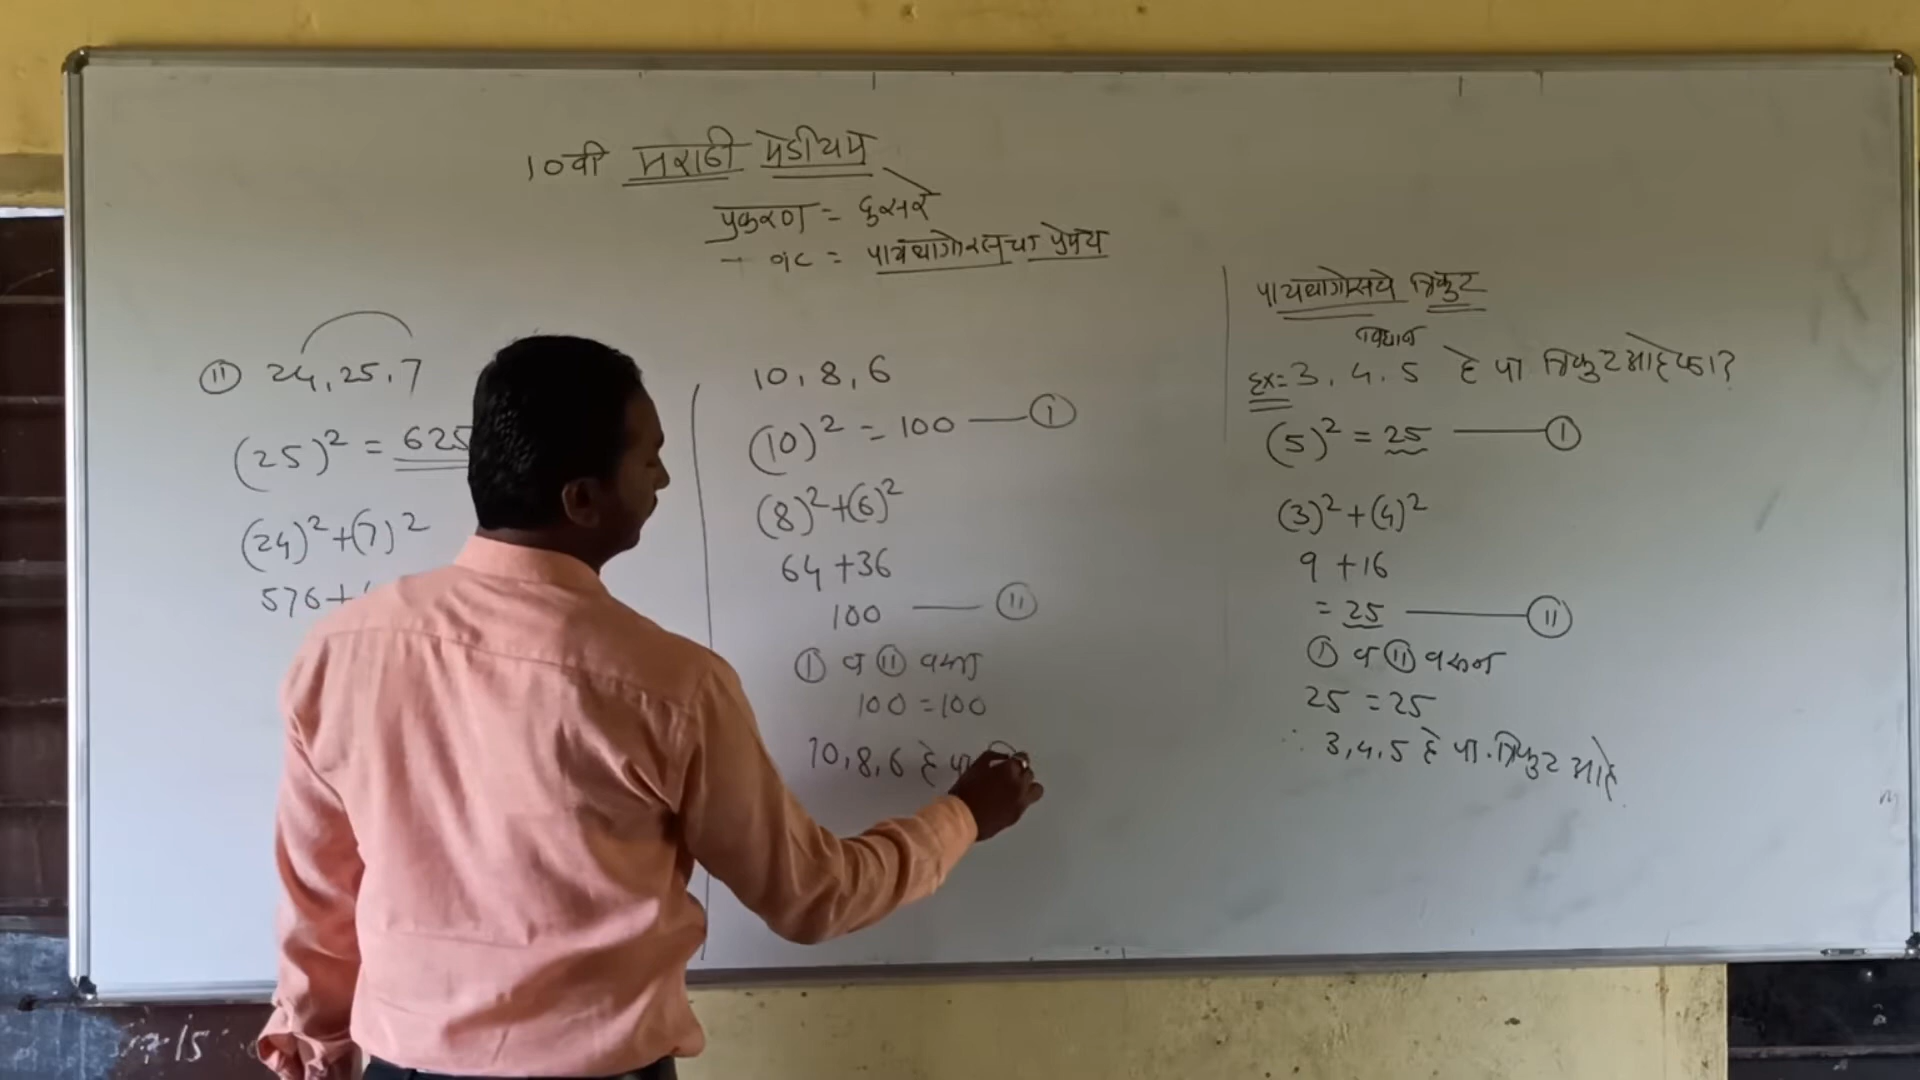 10वी मराठी मेडीयम
प्रकरण = दुसरे
पायथागोरसचा प्रमेय
(II) 24, 25, 7
(25)² = 625
(24)² + (7)²
576 +
10, 8, 6
(10)² = 100 — (I)
(8)² + (6)²
64 + 36
100 — (II)
(I) व (II) वरून
100 = 100
10, 8, 6 हे पा
पायथागोरसचे त्रिकुट
Ex = 3, 4, 5 हे पा त्रिकुट आहे का?
(5)² = 25 — (I)
(3)² + (4)²
9 + 16
= 25 — (II)
(I) व (II) वरून
25 = 25
∴ 3, 4, 5 हे पा. त्रिकुट आहे